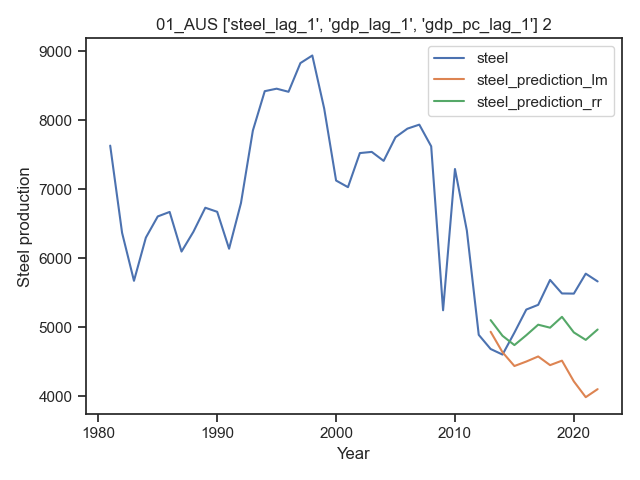 01_AUS ['steel_lag_1', 'gdp_lag_1', 'gdp_pc_lag_1'] 2
steel
steel_prediction_lm
steel_prediction_rr
Steel production
9000
8000
7000
6000
5000
4000
1980
1990
2000
2010
2020
Year